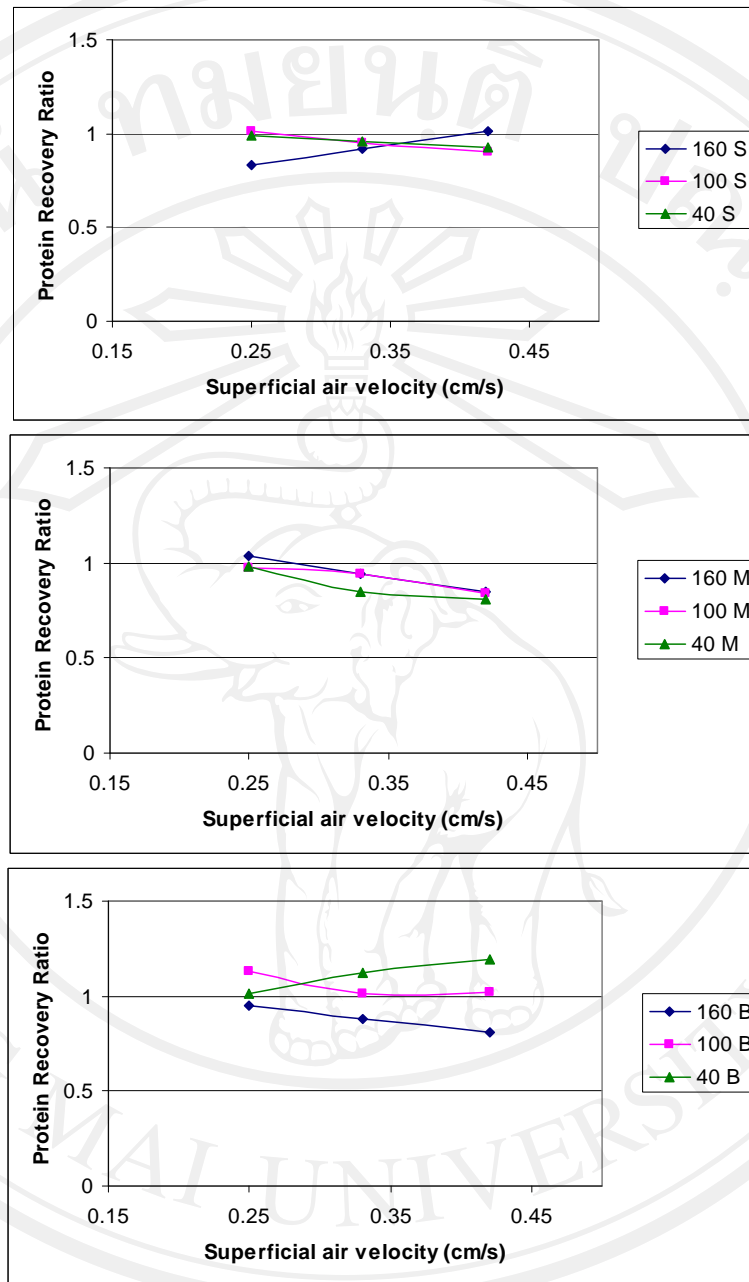 1.5
1
0.5
0
Protein Recovery Ratio
0.15 0.25 0.35 0.45
Superficial air velocity (cm/s)
160 S
100 S
40 S
1.5
1
0.5
0
Protein Recovery Ratio
0.15 0.25 0.35 0.45
Superficial air velocity (cm/s)
160 M
100 M
40 M
1.5
1
0.5
0
Protein Recovery Ratio
0.15 0.25 0.35 0.45
Superficial air velocity (cm/s)
160 B
100 B
40 B
MAI UNIVERSI